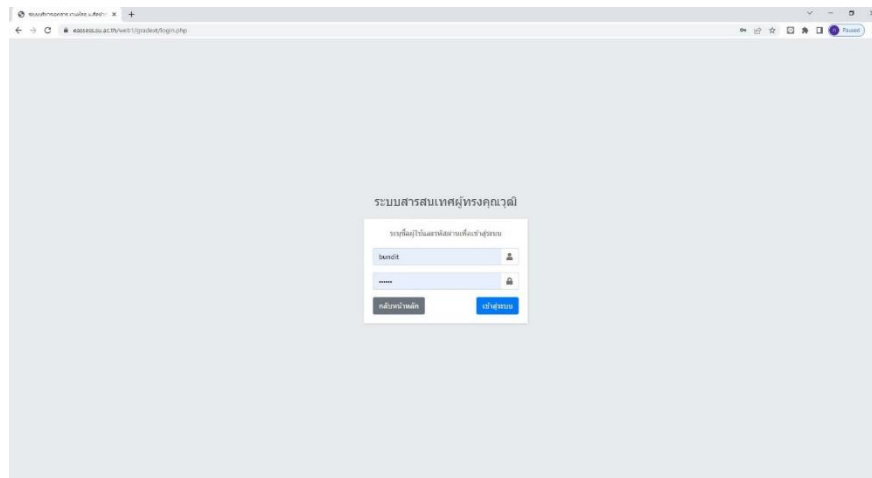 ระบบสารสนเทศผู้ทรงคุณวุฒิ
ระบุชื่อผู้ใช้และรหัสผ่านเพื่อเข้าสู่ระบบ
bundit
กลับหน้าหลัก
เข้าสู่ระบบ